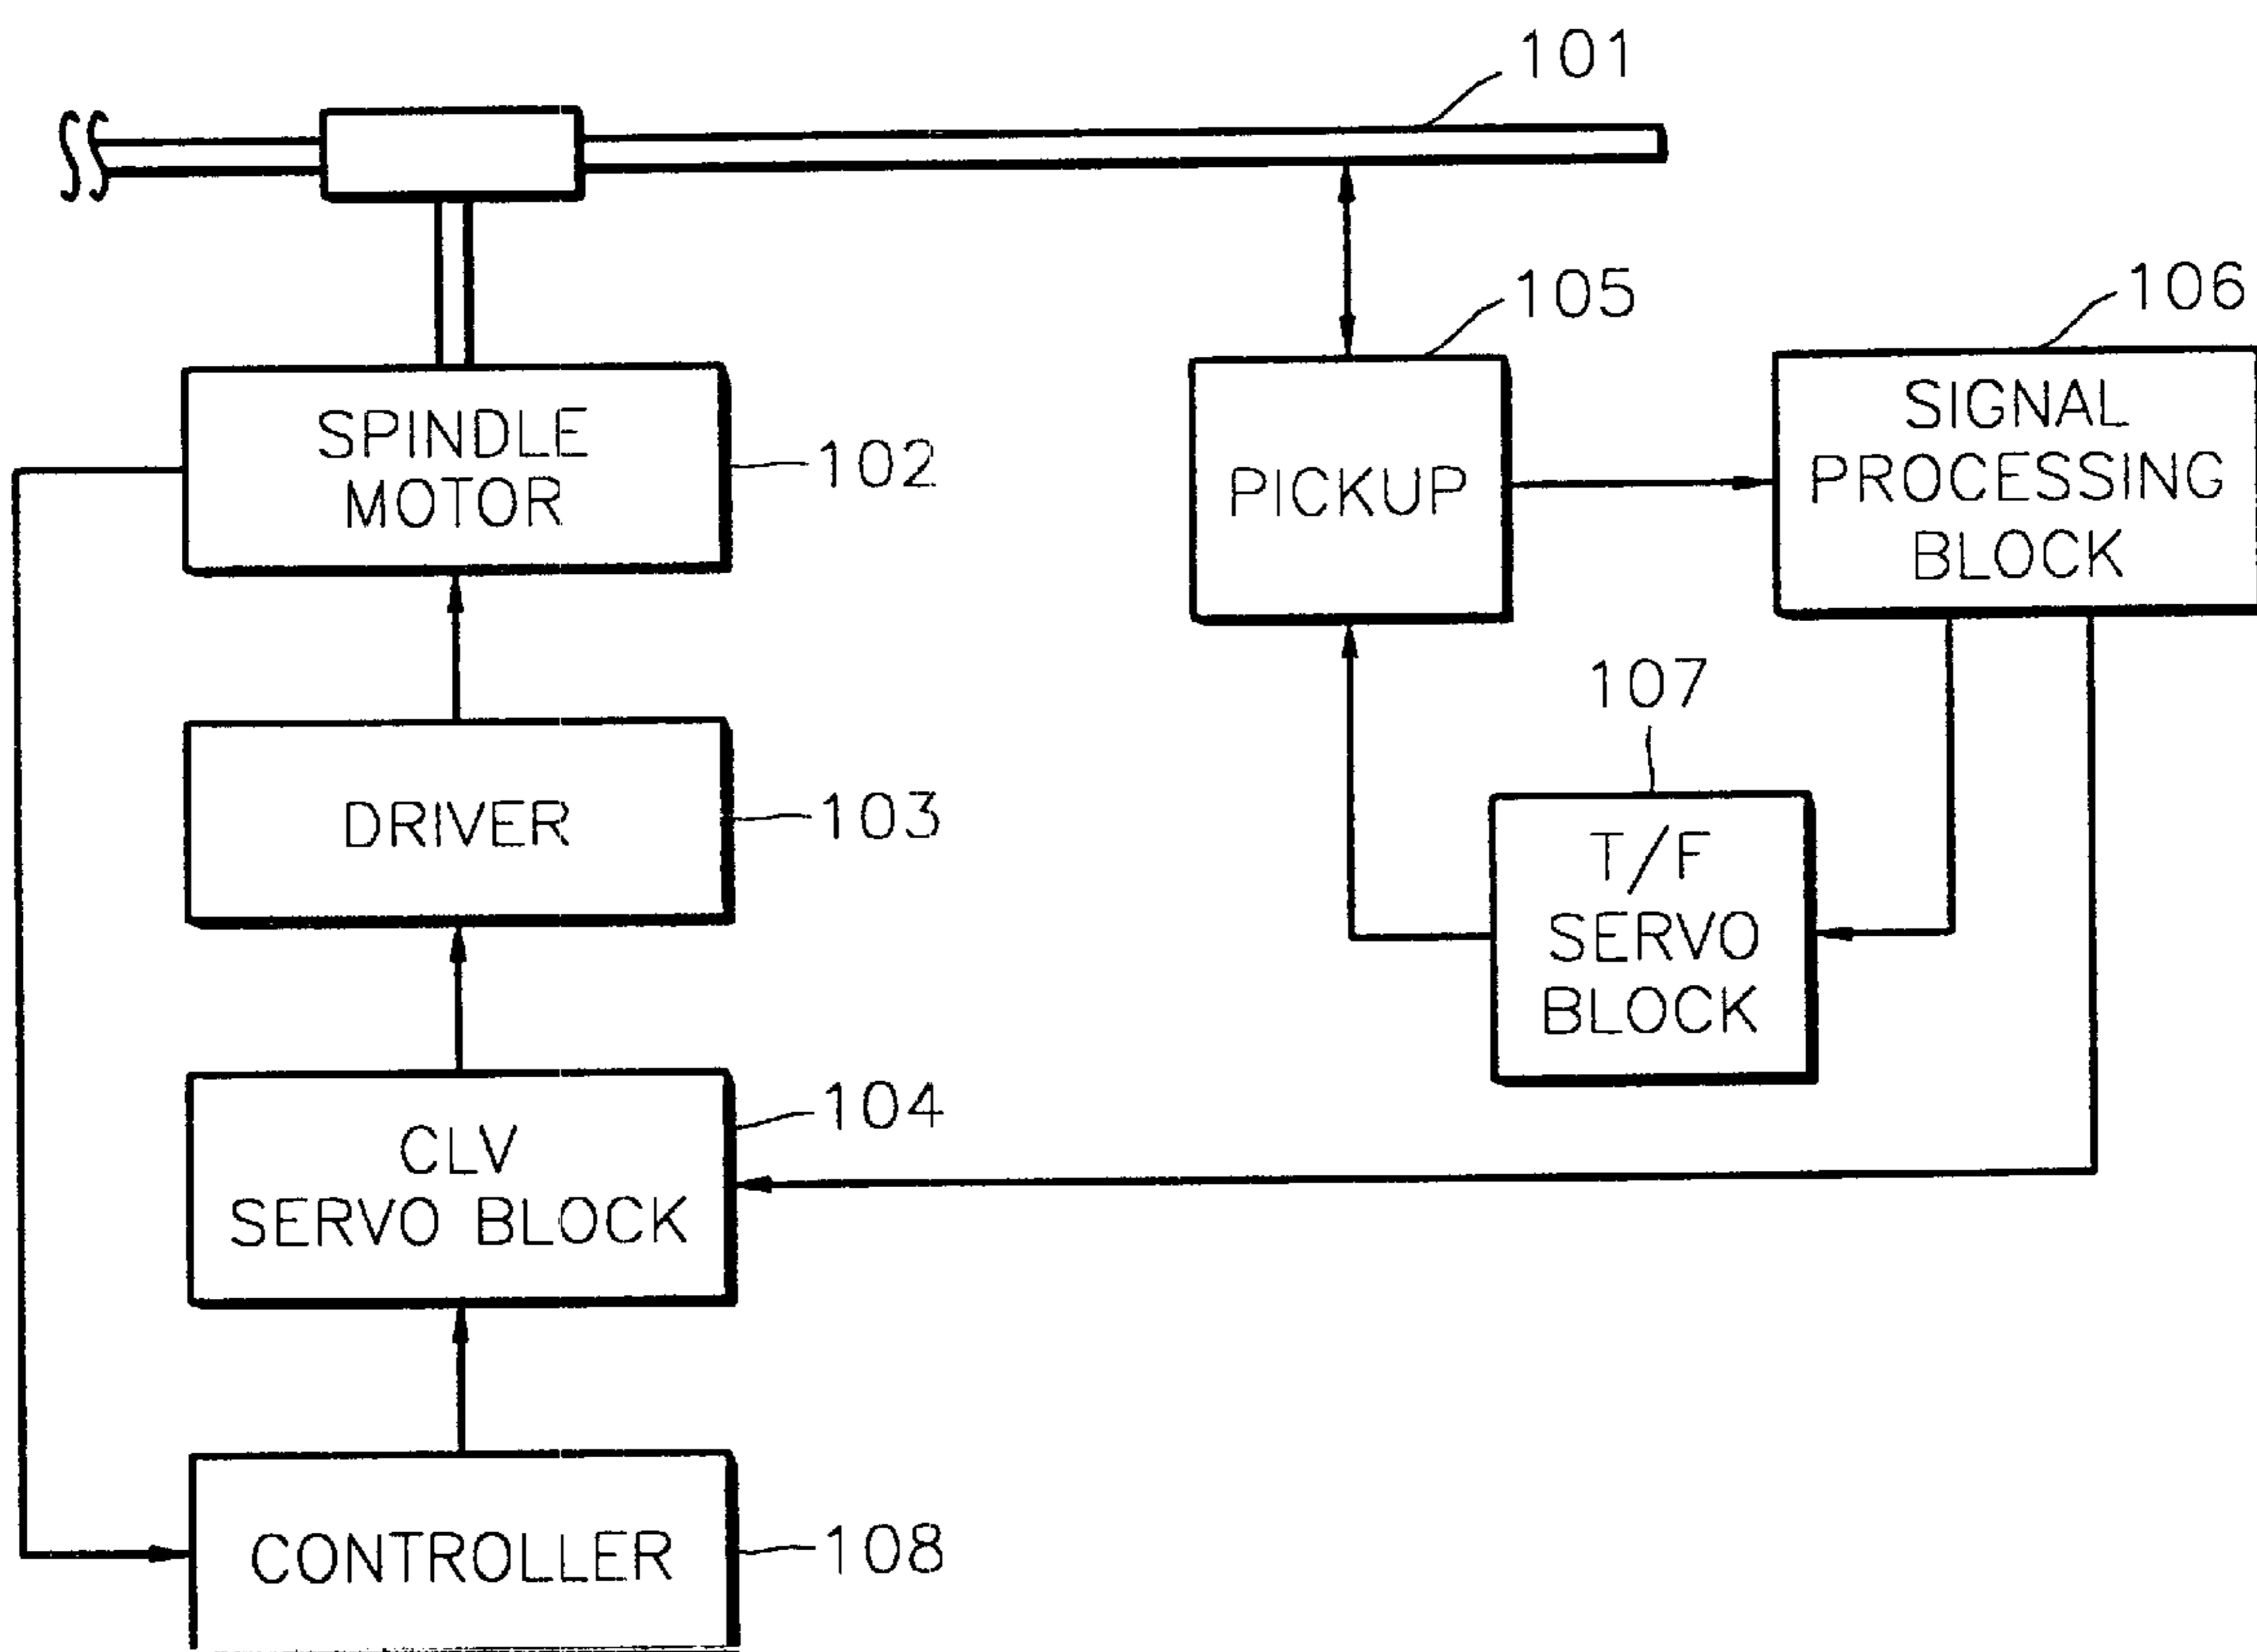 101
105
106
SPINDLE
MOTOR
102
PICKUP
SIGNAL
PROCESSING
BLOCK
107
DRIVER
103
T/F
SERVO
BLOCK
CLV
SERVO BLOCK
104
CONTROLLER
108